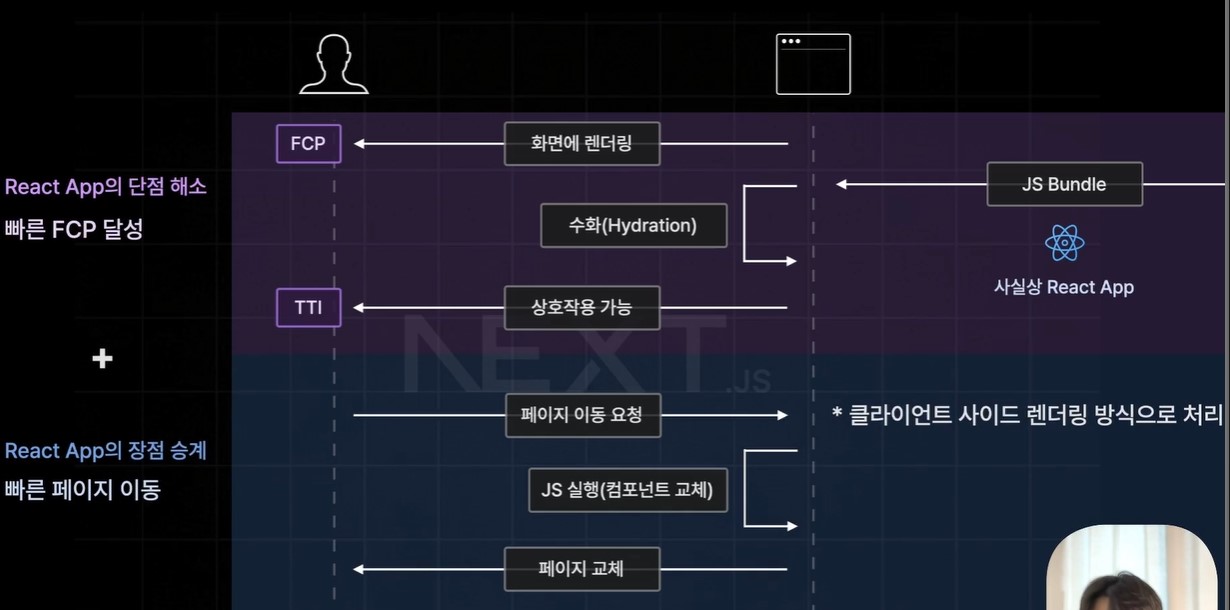 FCP
화면에 렌더링
React App의 단점 해소
JS Bundle
빠른 FCP 달성
수화(Hydration)
사실상 React App
TTI
상호작용 가능
NEXT.JS
+
페이지 이동 요청
* 클라이언트 사이드 렌더링 방식으로 처리
React App의 장점 승계
빠른 페이지 이동
JS 실행(컴포넌트 교체)
페이지 교체